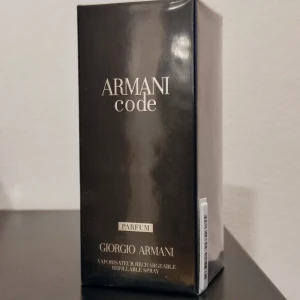 ARMANI
code
PARFUM
GIORGIO ARMANI
VAPORISATEUR RECHARGEABLE
REFILLABLE SPRAY